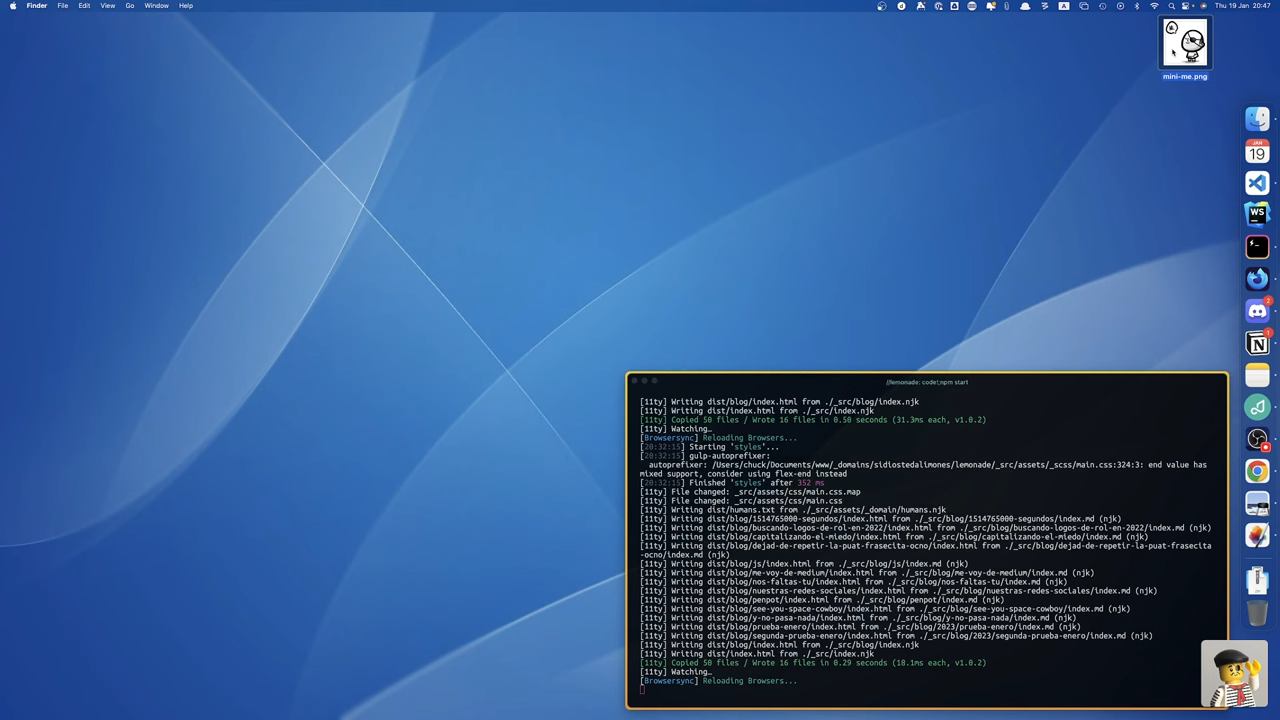 Finder File Edit View Go Window Help
Thu 19 Jan 20:47
mini-me.png
JAN
19
WS
2
1
//lemonade: code!;npm start
[11ty] Writing dist/blog/index.html from ./_src/blog/index.njk
[11ty] Writing dist/index.html from ./_src/index.njk
[11ty] Copied 50 files / Wrote 16 files in 0.50 seconds (31.3ms each, v1.0.2)
[11ty] Watching…
[Browsersync] Reloading Browsers...
[20:32:15] Starting 'styles'...
[20:32:15] gulp-autoprefixer:
autoprefixer: /Users/chuck/Documents/www/_domains/sidiostedalimones/lemonade/_src/assets/_scss/main.css:324:3: end value has
mixed support, consider using flex-end instead
[20:32:15] Finished 'styles' after 352 ms
[11ty] File changed: _src/assets/css/main.css.map
[11ty] File changed: _src/assets/css/main.css
[11ty] Writing dist/humans.txt from ./_src/assets/_domain/humans.njk
[11ty] Writing dist/blog/1514765000-segundos/index.html from ./_src/blog/1514765000-segundos/index.md (njk)
[11ty] Writing dist/blog/buscando-logos-de-rol-en-2022/index.html from ./_src/blog/buscando-logos-de-rol-en-2022/index.md (njk)
[11ty] Writing dist/blog/capitalizando-el-miedo/index.html from ./_src/blog/capitalizando-el-miedo/index.md (njk)
[11ty] Writing dist/blog/dejad-de-repetir-la-puat-frasecita-ocno/index.html from ./_src/blog/dejad-de-repetir-la-puat-frasecita
-ocno/index.md (njk)
[11ty] Writing dist/blog/js/index.html from ./_src/blog/js/index.md (njk)
[11ty] Writing dist/blog/me-voy-de-medium/index.html from ./_src/blog/me-voy-de-medium/index.md (njk)
[11ty] Writing dist/blog/nos-faltas-tu/index.html from ./_src/blog/nos-faltas-tu/index.md (njk)
[11ty] Writing dist/blog/nuestras-redes-sociales/index.html from ./_src/blog/nuestras-redes-sociales/index.md (njk)
[11ty] Writing dist/blog/penpot/index.html from ./_src/blog/penpot/index.md (njk)
[11ty] Writing dist/blog/see-you-space-cowboy/index.html from ./_src/blog/see-you-space-cowboy/index.md (njk)
[11ty] Writing dist/blog/y-no-pasa-nada/index.html from ./_src/blog/y-no-pasa-nada/index.md (njk)
[11ty] Writing dist/blog/prueba-enero/index.html from ./_src/blog/2023/prueba-enero/index.md (njk)
[11ty] Writing dist/blog/segunda-prueba-enero/index.html from ./_src/blog/2023/segunda-prueba-enero/index.md (njk)
[11ty] Writing dist/blog/index.html from ./_src/blog/index.njk
[11ty] Writing dist/index.html from ./_src/index.njk
[11ty] Copied 50 files / Wrote 16 files in 0.29 seconds (18.1ms each, v1.0.2)
[11ty] Watching…
[Browsersync] Reloading Browsers...